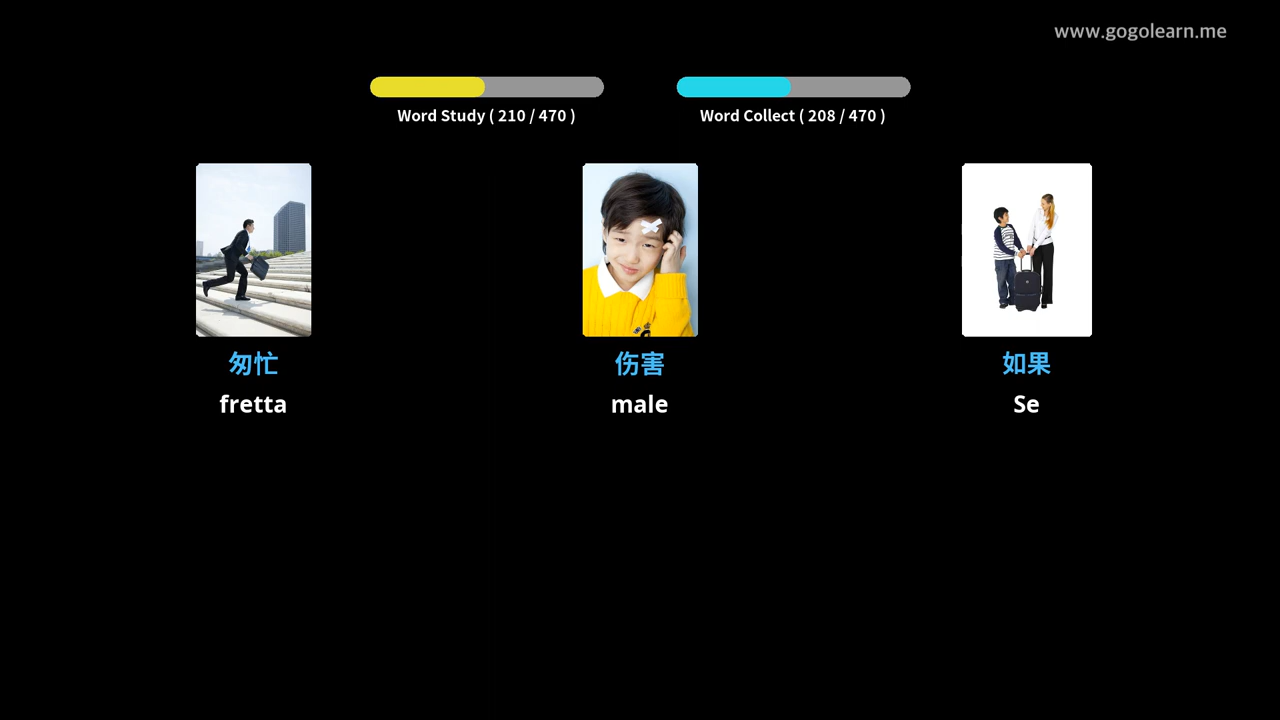 www.gogolearn.me
Word Study ( 210 / 470 )
Word Collect ( 208 / 470 )
匆忙
伤害
如果
fretta
male
Se